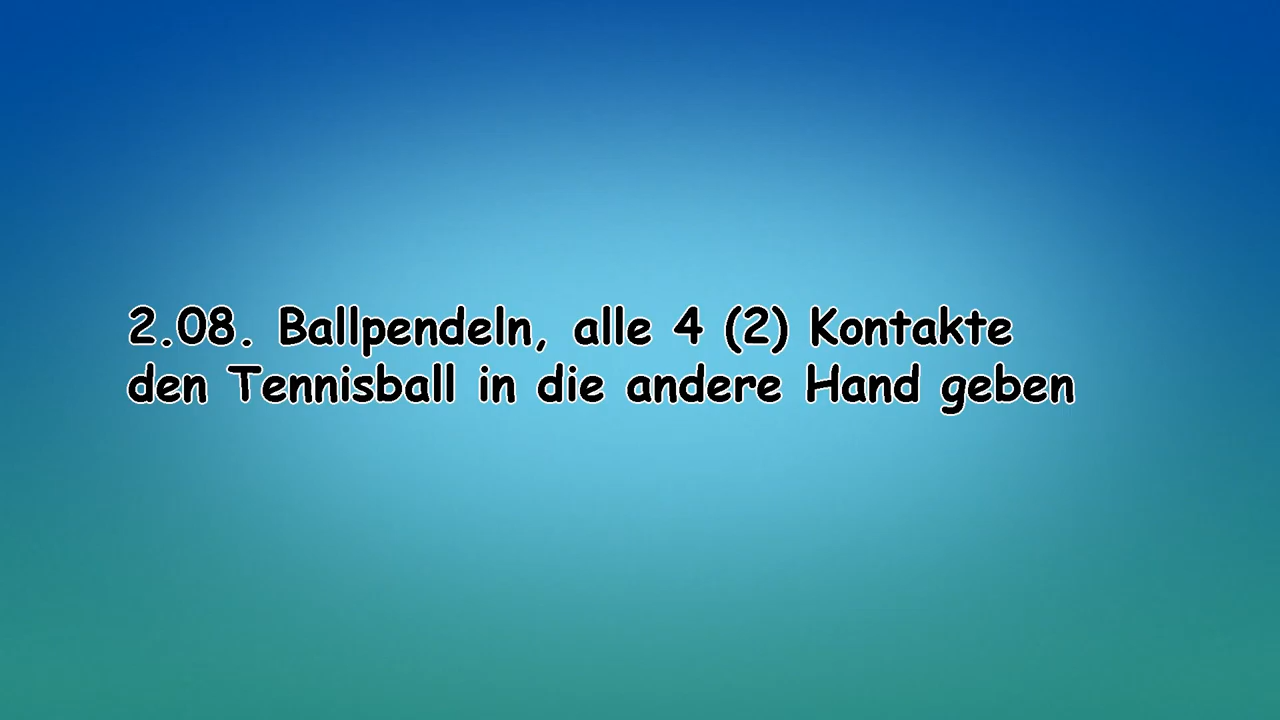 2.08. Ballpendeln, alle 4 (2) Kontakte
den Tennisball in die andere Hand geben